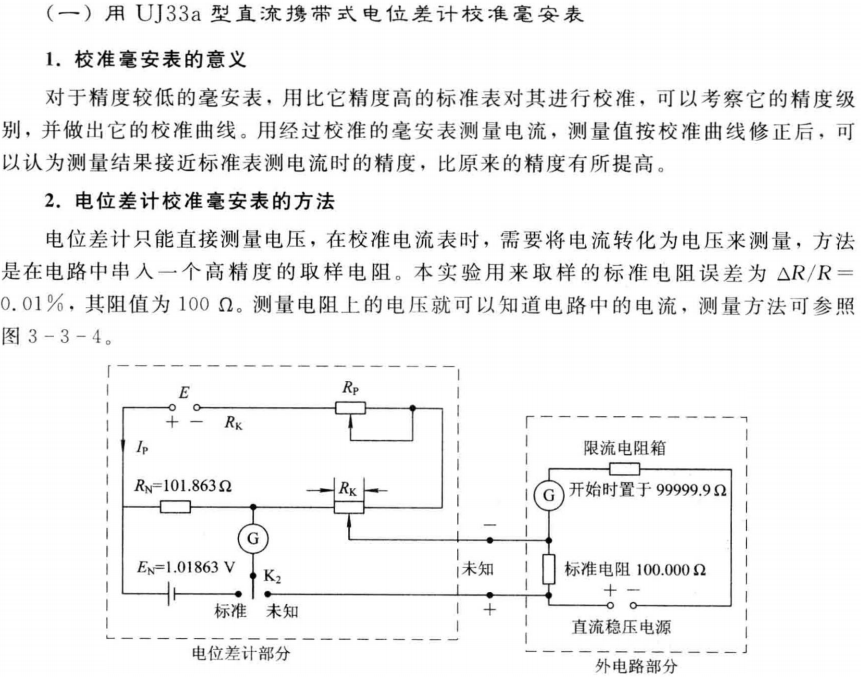 (一) 用 UJ33a 型直流携带式电位差计校准毫安表
1. 校准毫安表的意义
对于精度较低的毫安表，用比它精度高的标准表对其进行校准，可以考察它的精度级
别，并做出它的校准曲线。用经过校准的毫安表测量电流，测量值按校准曲线修正后，可
以认为测量结果接近标准表测电流时的精度，比原来的精度有所提高。
2. 电位差计校准毫安表的方法
电位差计只能直接测量电压，在校准电流表时，需要将电流转化为电压来测量，方法
是在电路中串入一个高精度的取样电阻。本实验用来取样的标准电阻误差为 △R/R=
0.01%，其阻值为 100 Ω。测量电阻上的电压就可以知道电路中的电流，测量方法可参照
图 3-3-4。
E
+ −
RK
RP
IP
RN=101.863 Ω
RK
G
EN=1.01863 V
K2
标准
未知
电位差计部分
−
未知
+
限流电阻箱
G
开始时置于 99999.9 Ω
标准电阻 100.000 Ω
+ −
直流稳压电源
外电路部分